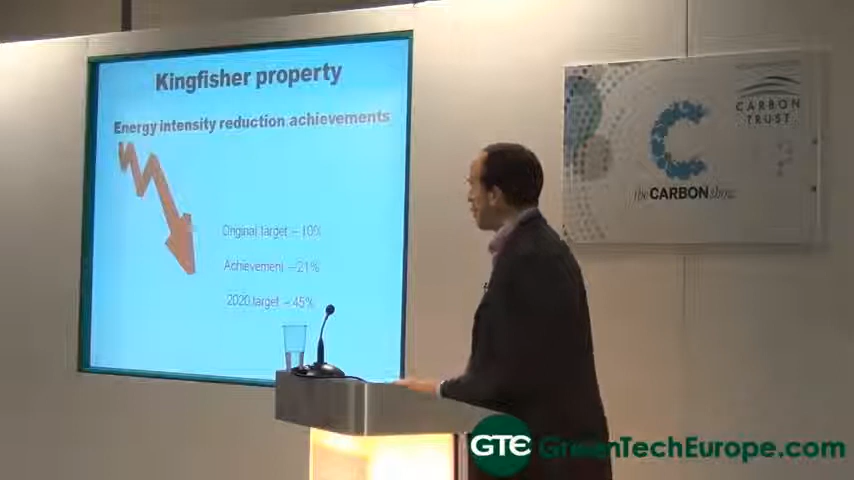 Kingfisher property
Energy intensity reduction achievements
Original target – 10%
Achievement – 21%
2020 target – 45%
CARBON
TRUST
the CARBON show
GTE GreenTechEurope.com